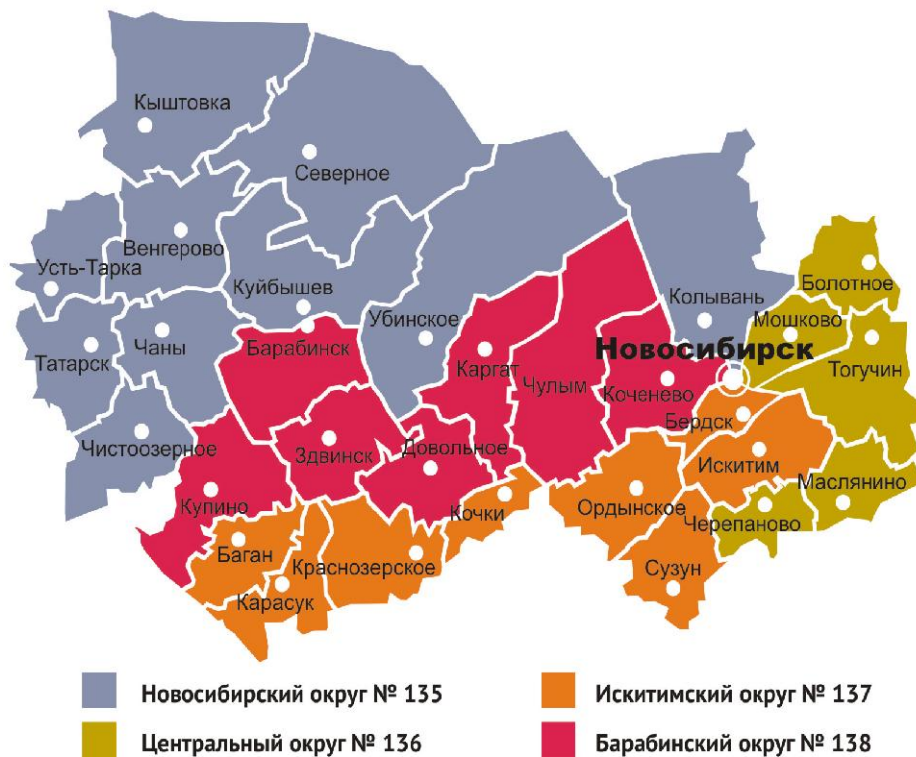 Кыштовка
Северное
Венгерово
Усть-Тарка
Болотное
Куйбышев
Колывань
Убинское
Мошково
Чаны
Барабинск
Татарск
Новосибирск
Каргат
Тогучин
Чулым
Коченево
Бердск
Чистоозерное
Здвинск
Довольное
Искитим
Маслянино
Купино
Кочки
Ордынское
Черепаново
Баган
Краснозерское
Сузун
Карасук
Новосибирский округ № 135
Искитимский округ № 137
Центральный округ № 136
Барабинский округ № 138